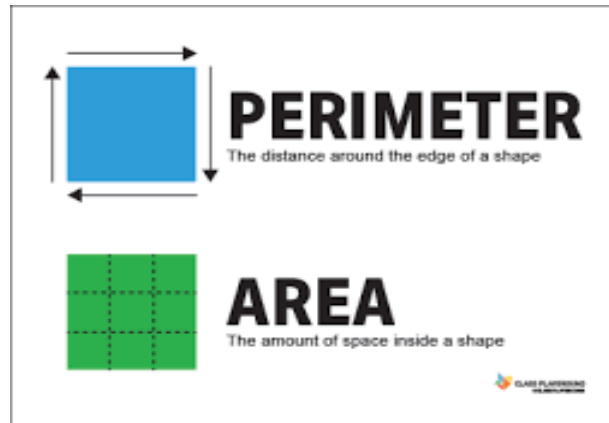 PERIMETER
The distance around the edge of a shape
AREA
The amount of space inside a shape
CLASS PLAYGROUND